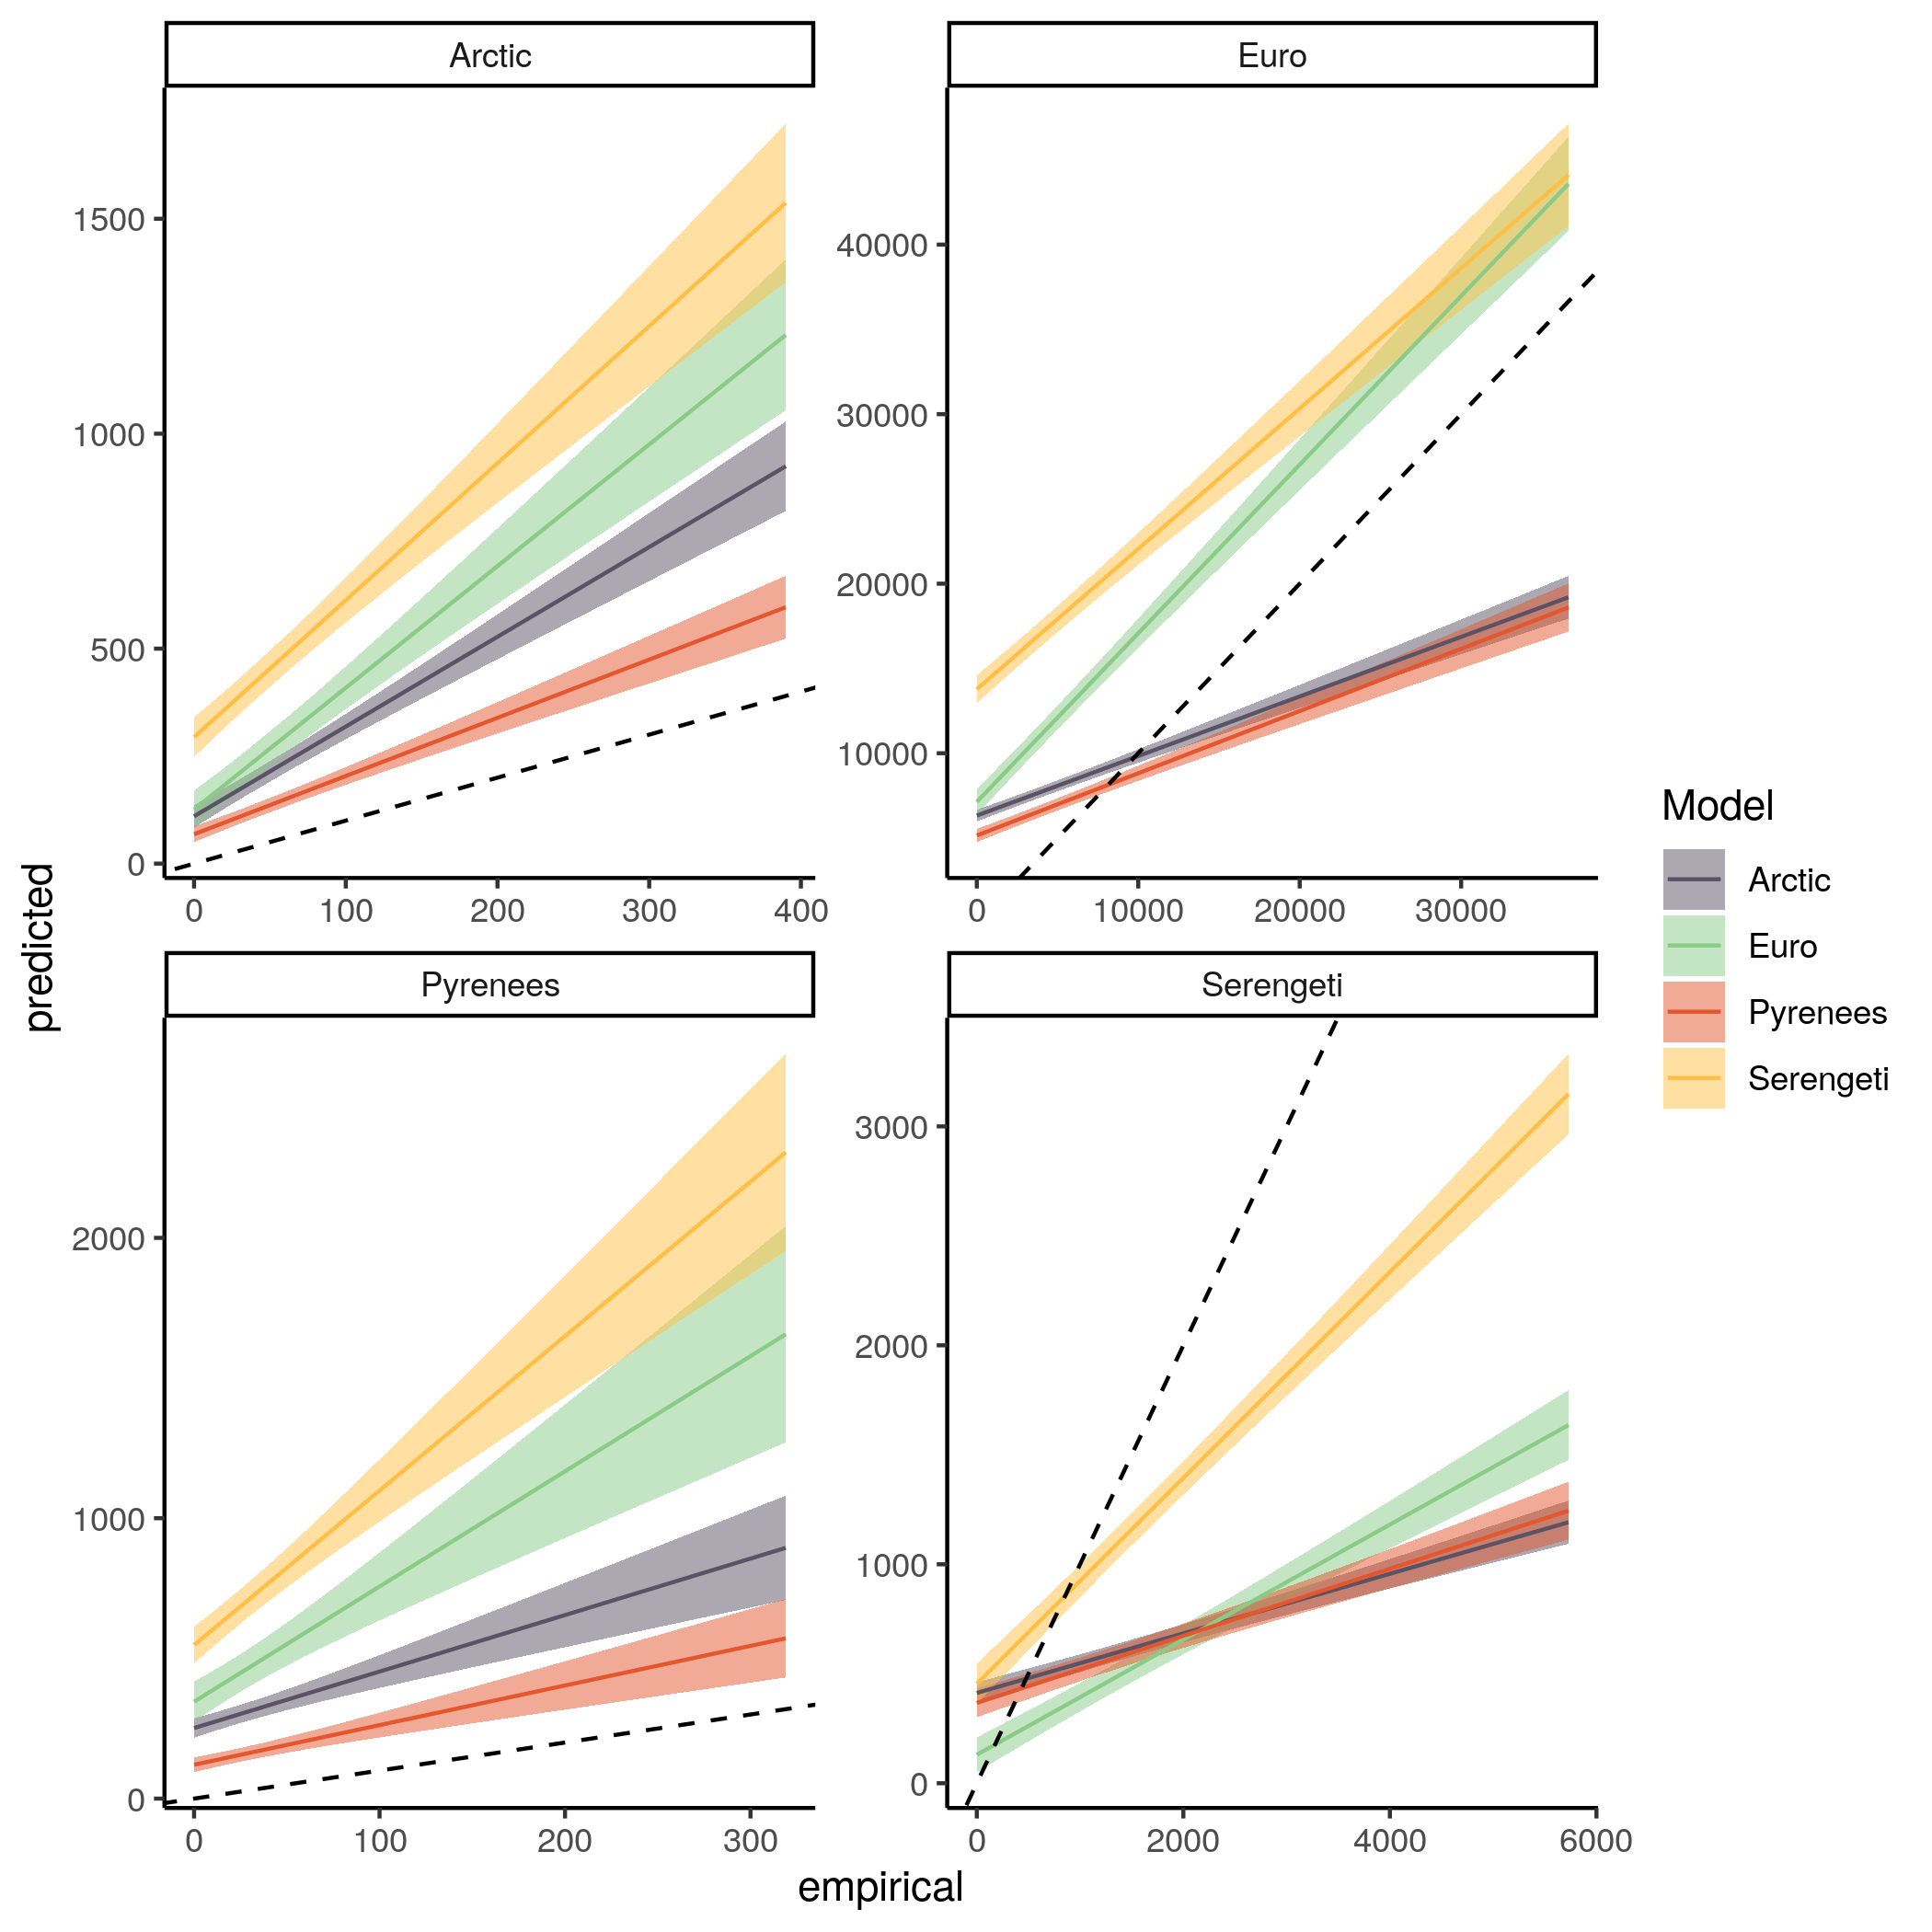 Arctic
Euro
1500
1000
500
0
0 100 200 300 400
40000
30000
20000
10000
0 10000 20000 30000
Pyrenees
Serengeti
2000
1000
0
0 100 200 300
3000
2000
1000
0
0 2000 4000 6000
predicted
empirical
Model
Arctic
Euro
Pyrenees
Serengeti